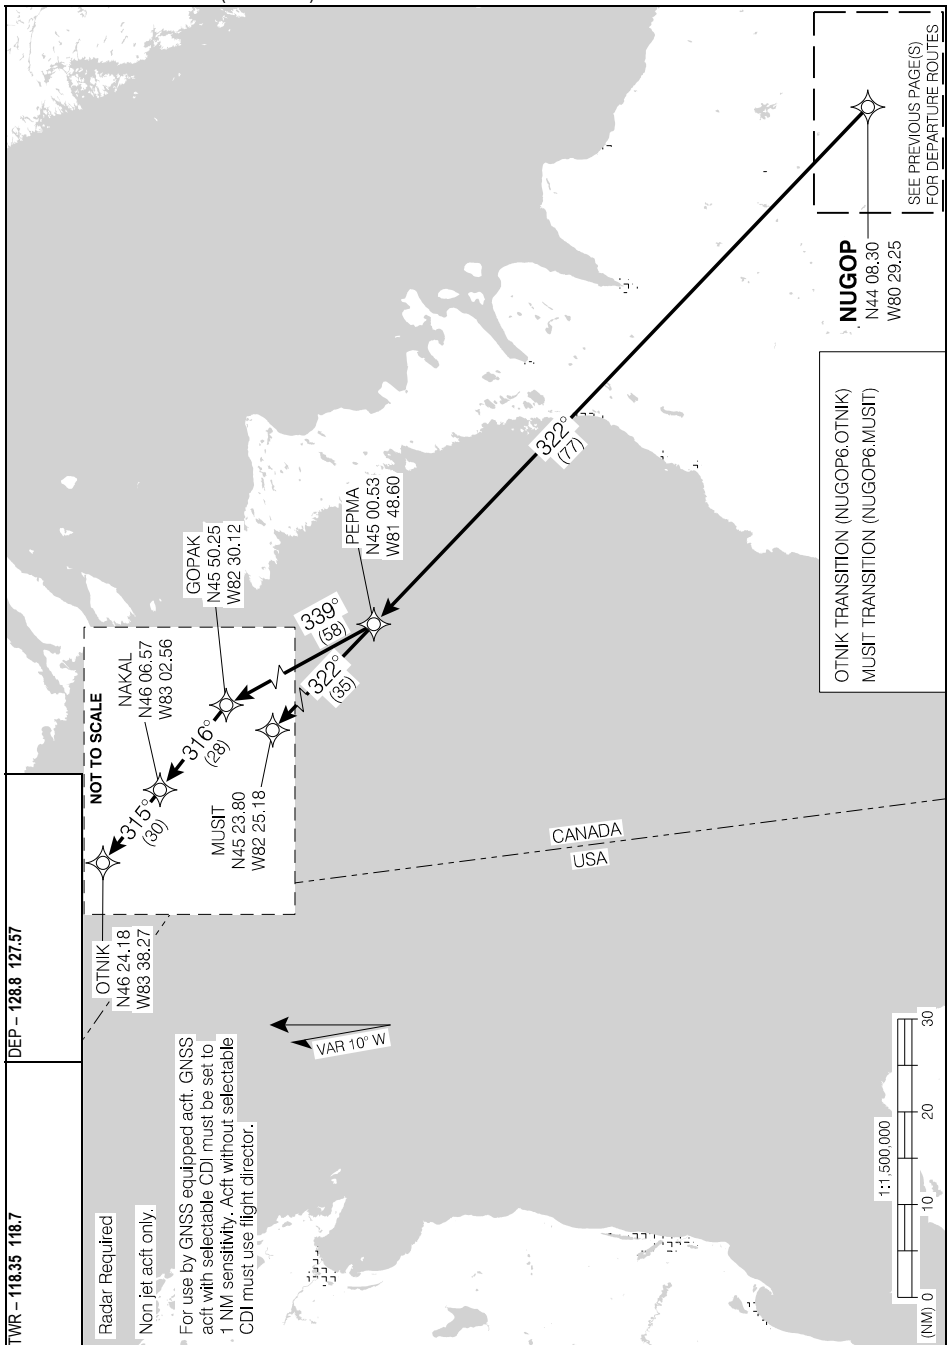 TWR – 118.35 118.7
DEP – 128.8 127.57
Radar Required
Non jet acft only.
For use by GNSS equipped acft. GNSS
acft with selectable CDI must be set to
1 NM sensitivity. Acft without selectable
CDI must use flight director.
VAR 10° W
OTNIK
N46 24.18
W83 38.27
NOT TO SCALE
315°
(30)
NAKAL
N46 06.57
W83 02.56
316°
(28)
GOPAK
N45 50.25
W82 30.12
MUSIT
N45 23.80
W82 25.18
339°
(58)
322°
(35)
PEPMA
N45 00.53
W81 48.60
322°
(77)
CANADA
USA
NUGOP
N44 08.30
W80 29.25
SEE PREVIOUS PAGE(S)
FOR DEPARTURE ROUTES
OTNIK TRANSITION (NUGOP6.OTNIK)
MUSIT TRANSITION (NUGOP6.MUSIT)
1:1,500,000
(NM) 0 10 20 30